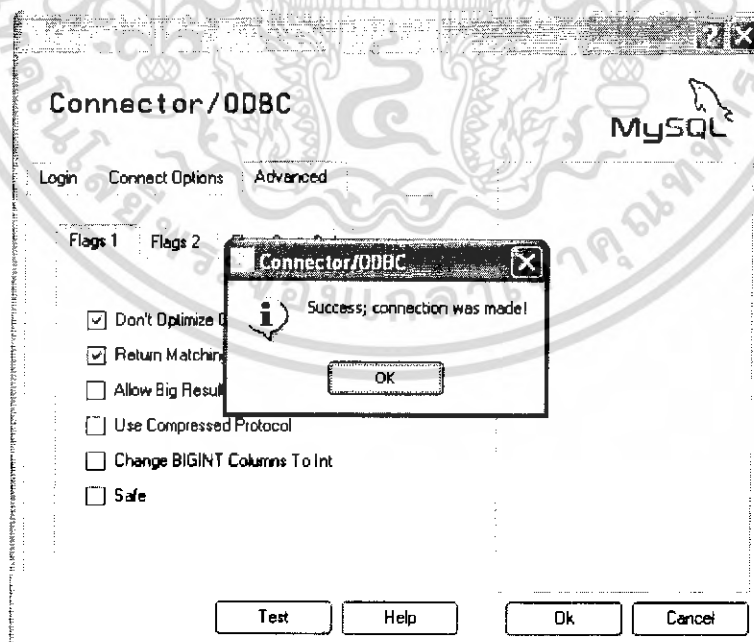 Connector/ODBC
MySQL
Login Connect Options Advanced
Flags 1 Flags 2
Connector/ODBC
Success; connection was made!
OK
Don't Optimize
Return Matching
Allow Big Resul
Use Compressed Protocol
Change BIGINT Columns To Int
Safe
Test Help Ok Cancel